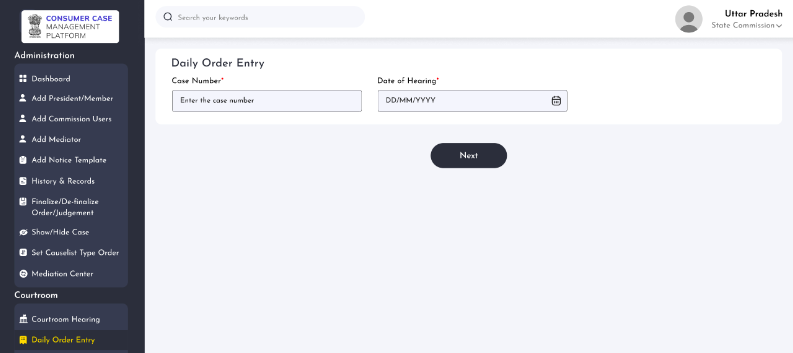 CONSUMER CASE
MANAGEMENT
PLATFORM
Search your keywords
Uttar Pradesh
State Commission
Administration
Dashboard
Add President/Member
Add Commission Users
Add Mediator
Add Notice Template
History & Records
Finalize/De-finalize
Order/Judgement
Show/Hide Case
Set Causelist Type Order
Mediation Center
Courtroom
Courtroom Hearing
Daily Order Entry
Daily Order Entry
Case Number* Date of Hearing*
Enter the case number DD/MM/YYYY
Next